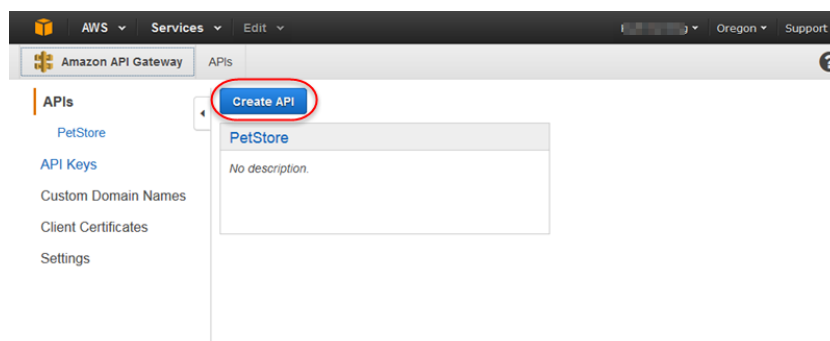 AWS Services Edit Oregon Support
Amazon API Gateway APIs
APIs
PetStore
API Keys
Custom Domain Names
Client Certificates
Settings
Create API
PetStore
No description.